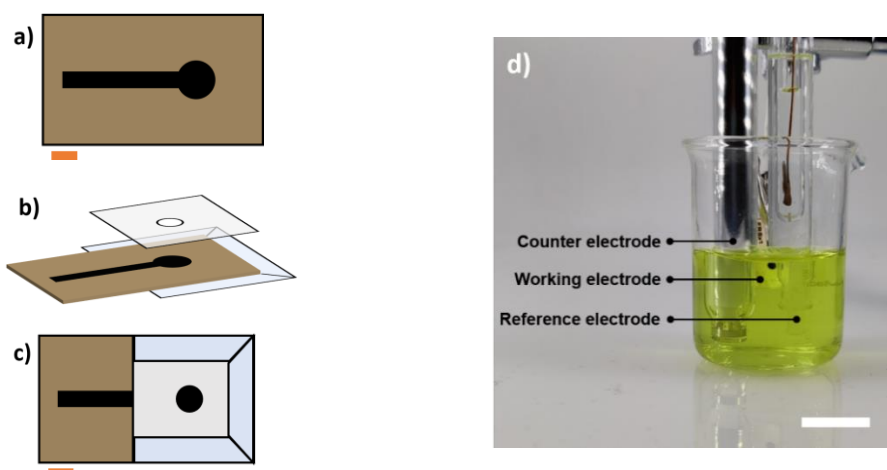 a)
b)
c)
d)
Counter electrode
Working electrode
Reference electrode